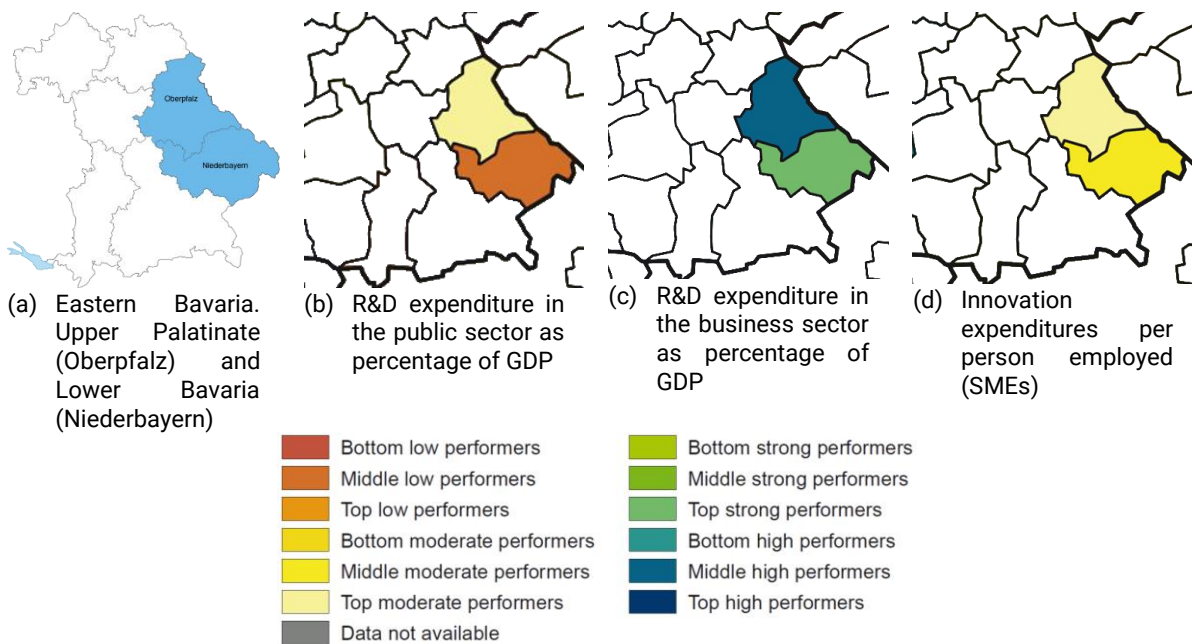 Oberpfalz
Niederbayern
(a) Eastern Bavaria.
Upper Palatinate
(Oberpfalz) and
Lower Bavaria
(Niederbayern)
(b) R&D expenditure in
the public sector as
percentage of GDP
(c) R&D expenditure in
the business sector
as percentage of
GDP
(d) Innovation
expenditures per
person employed
(SMEs)
Bottom low performers
Middle low performers
Top low performers
Bottom moderate performers
Middle moderate performers
Top moderate performers
Data not available
Bottom strong performers
Middle strong performers
Top strong performers
Bottom high performers
Middle high performers
Top high performers